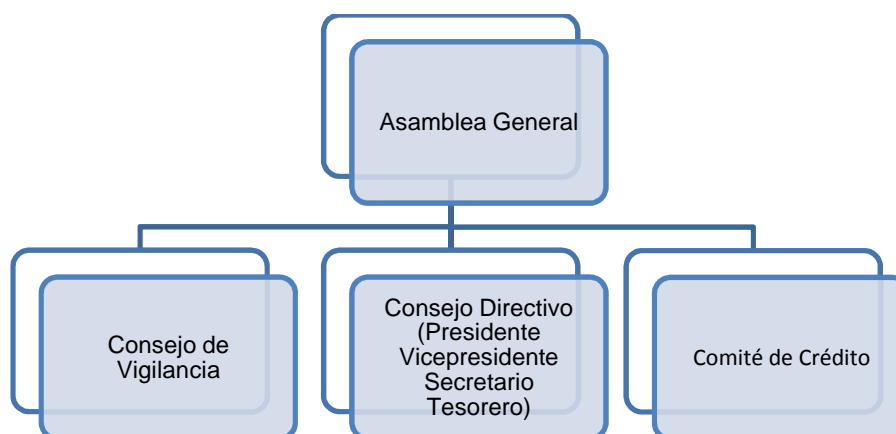 Asamblea General
Consejo de
Vigilancia
Consejo Directivo
(Presidente
Vicepresidente
Secretario
Tesorero)
Comité de Crédito